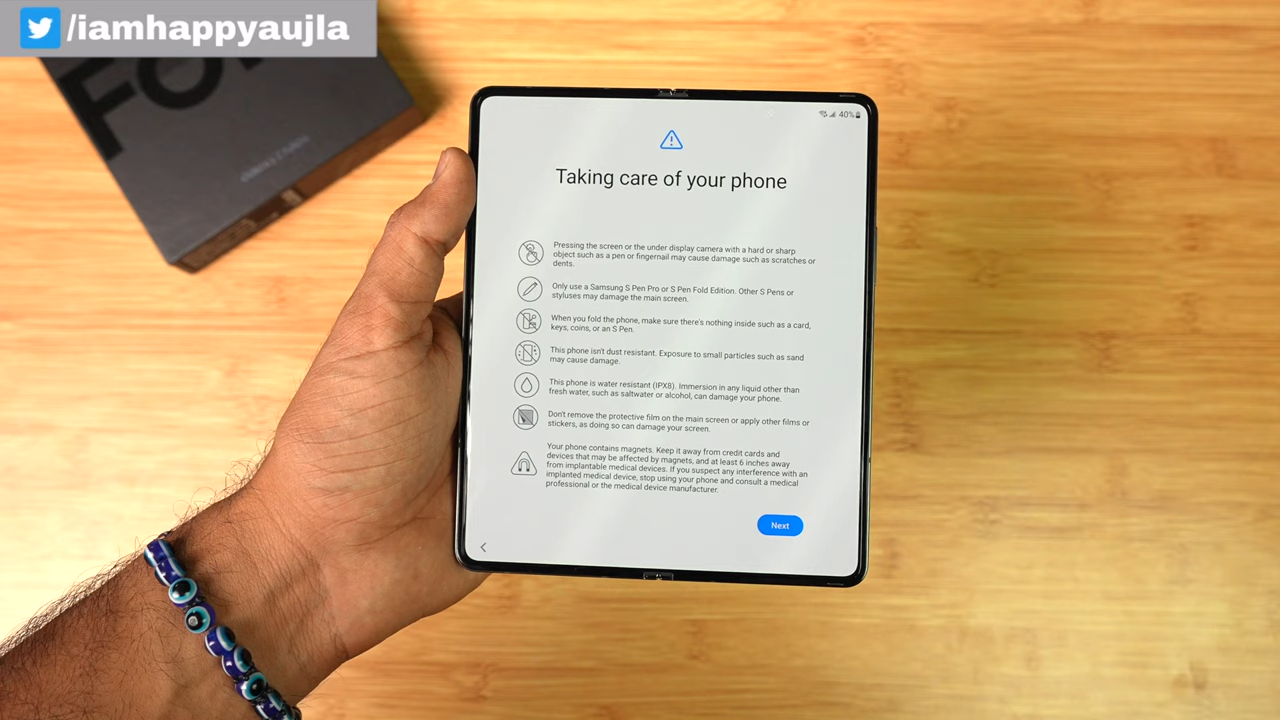 /iamhappyaujla
FO
40%
Taking care of your phone
Pressing the screen or the under display camera with a hard or sharp
object such as a pen or fingernail may cause damage such as scratches or
dents.
Only use a Samsung S Pen Pro or S Pen Fold Edition. Other S Pens or
styluses may damage the main screen.
When you fold the phone, make sure there's nothing inside such as a card,
keys, coins, or an S Pen.
This phone isn't dust resistant. Exposure to small particles such as sand
may cause damage.
This phone is water resistant (IPX8). Immersion in any liquid other than
fresh water, such as saltwater or alcohol, can damage your phone.
Don't remove the protective film on the main screen or apply other films or
stickers, as doing so can damage your screen.
Your phone contains magnets. Keep it away from credit cards and
devices that may be affected by magnets, and at least 6 inches away
from implantable medical devices. If you suspect any interference with an
implanted medical device, stop using your phone and consult a medical
professional or the medical device manufacturer.
Next